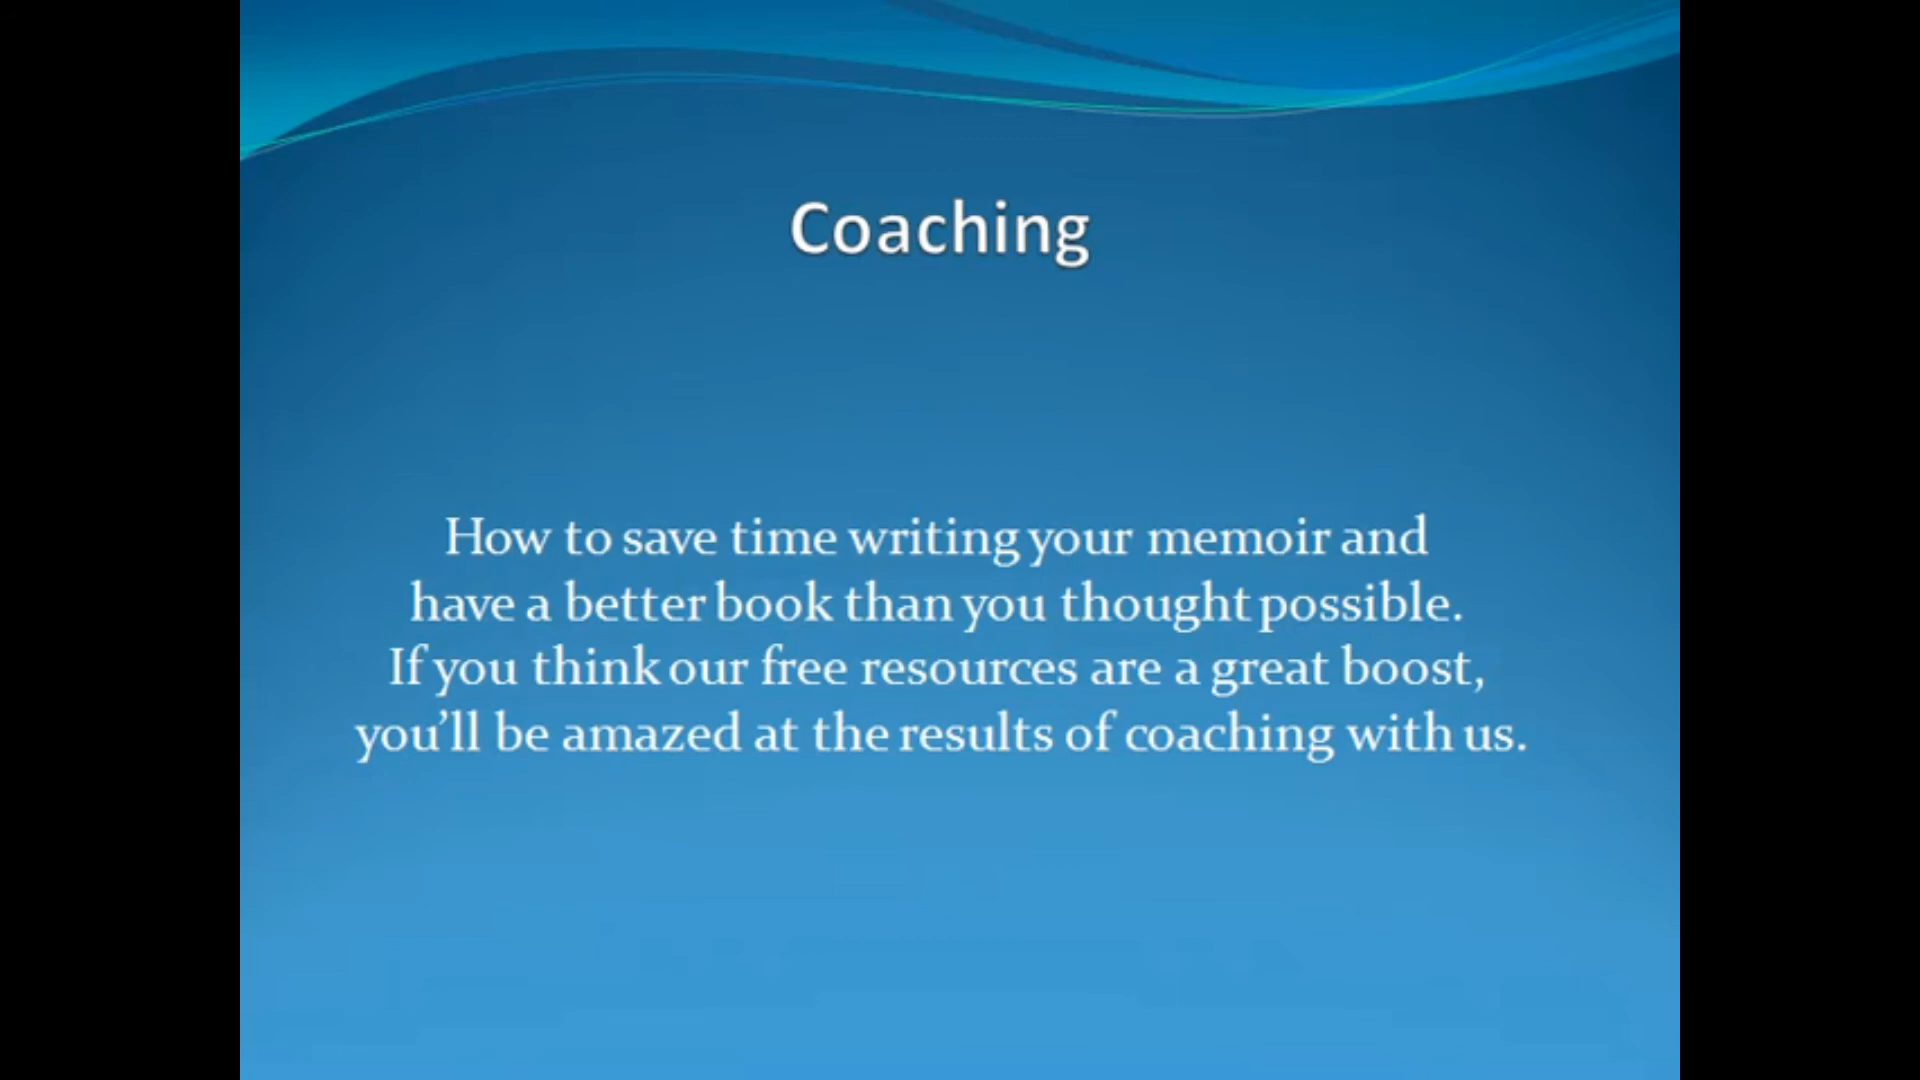 Coaching
How to save time writing your memoir and
have a better book than you thought possible.
If you think our free resources are a great boost,
you’ll be amazed at the results of coaching with us.